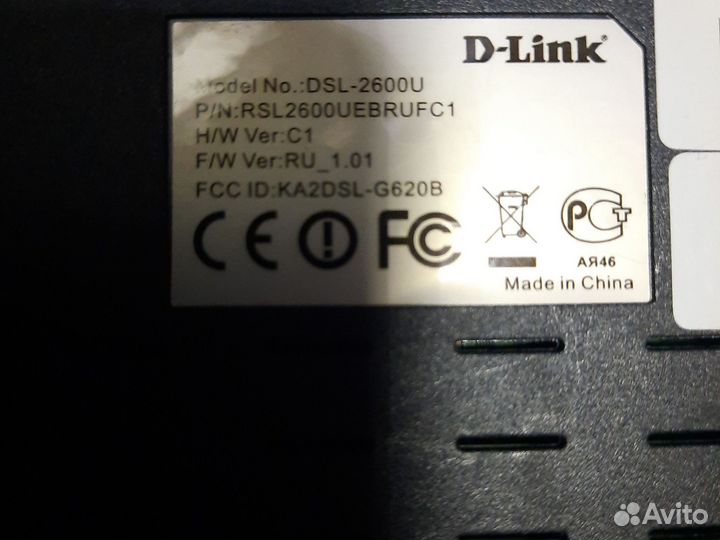 D-Link
Model No.:DSL-2600U
P/N:RSL2600UEBRUFC1
H/W Ver:C1
F/W Ver:RU_1.01
FCC ID:KA2DSL-G620B
CE FC РСТ
АЯ46
Made in China
Avito